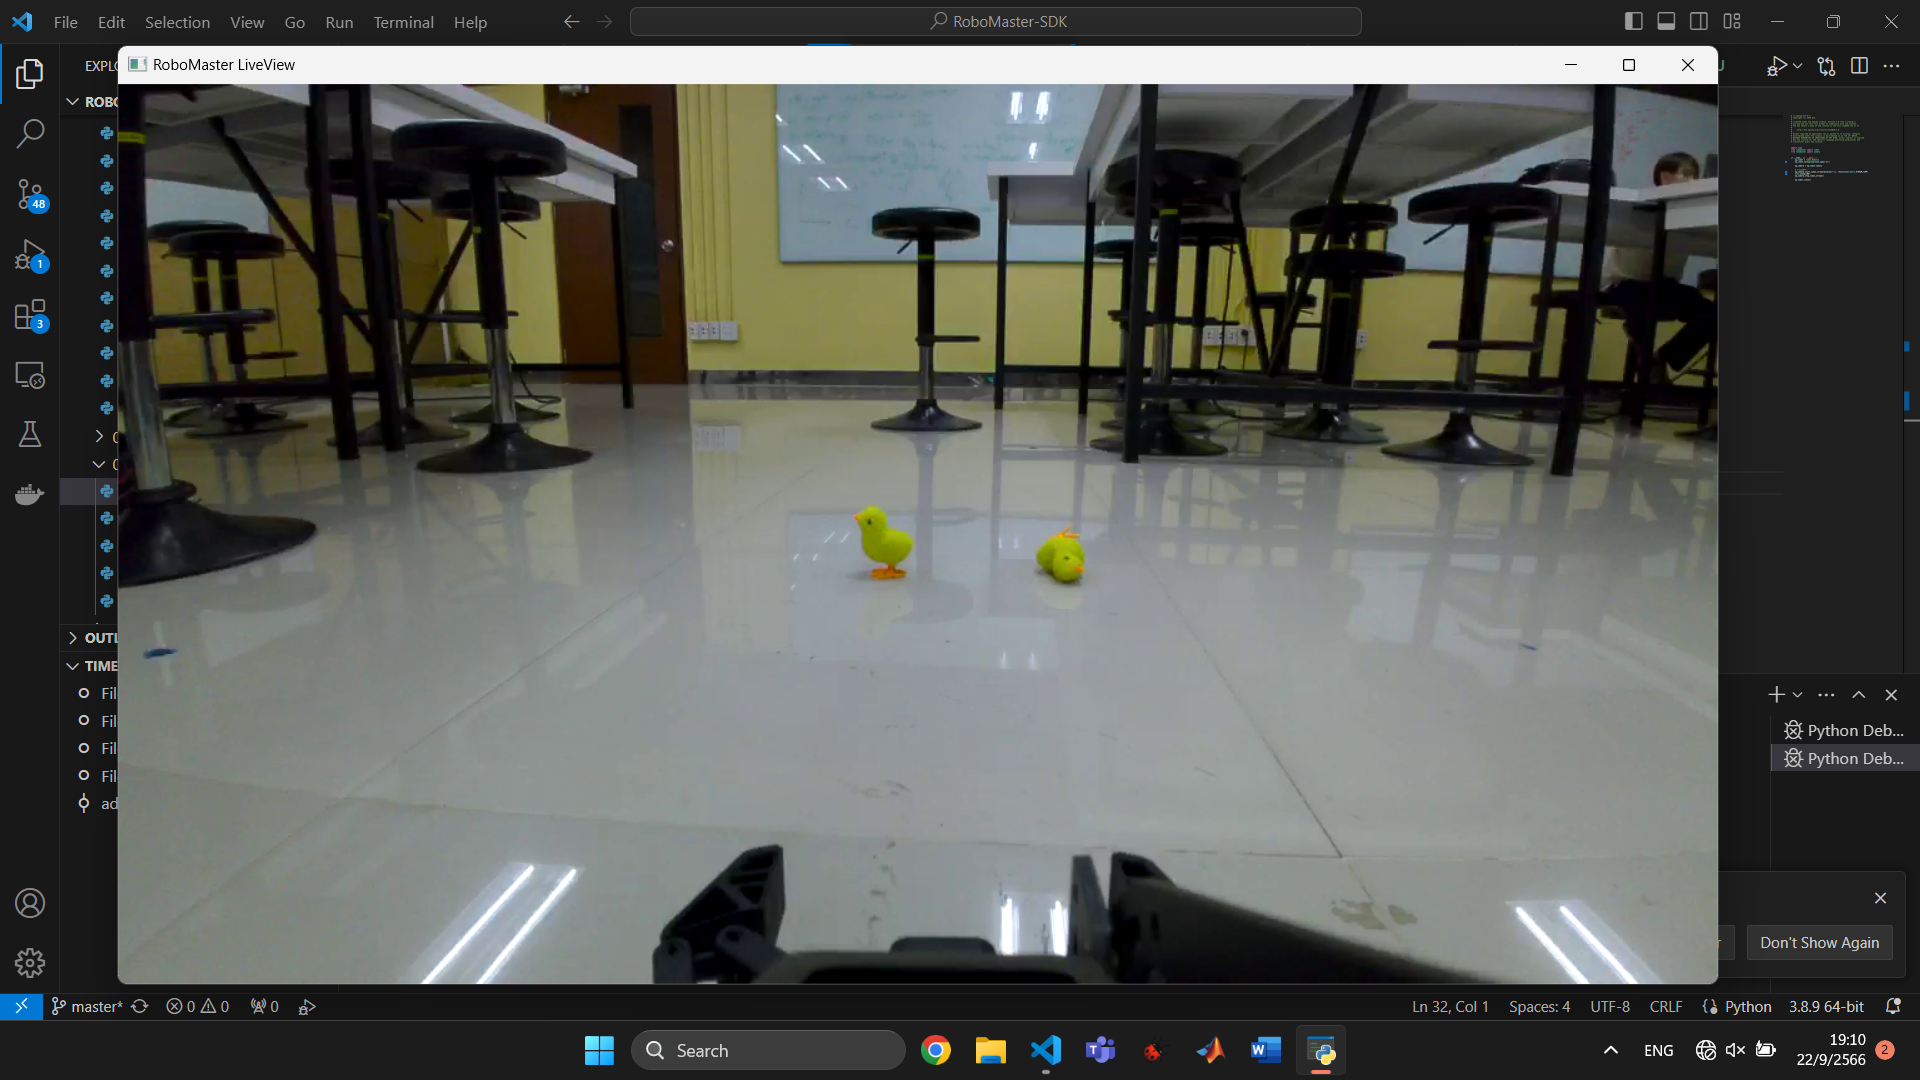 File Edit Selection View Go Run Terminal Help
RoboMaster-SDK
RoboMaster LiveView
EXPLO
ROBO
48
1
3
OUTL
TIME
Fil
Fil
Fil
Fil
ad
Python Deb...
Python Deb...
Don't Show Again
master* 0 0 0
Ln 32, Col 1 Spaces: 4 UTF-8 CRLF Python 3.8.9 64-bit
Search
ENG
19:10
22/9/2566
2